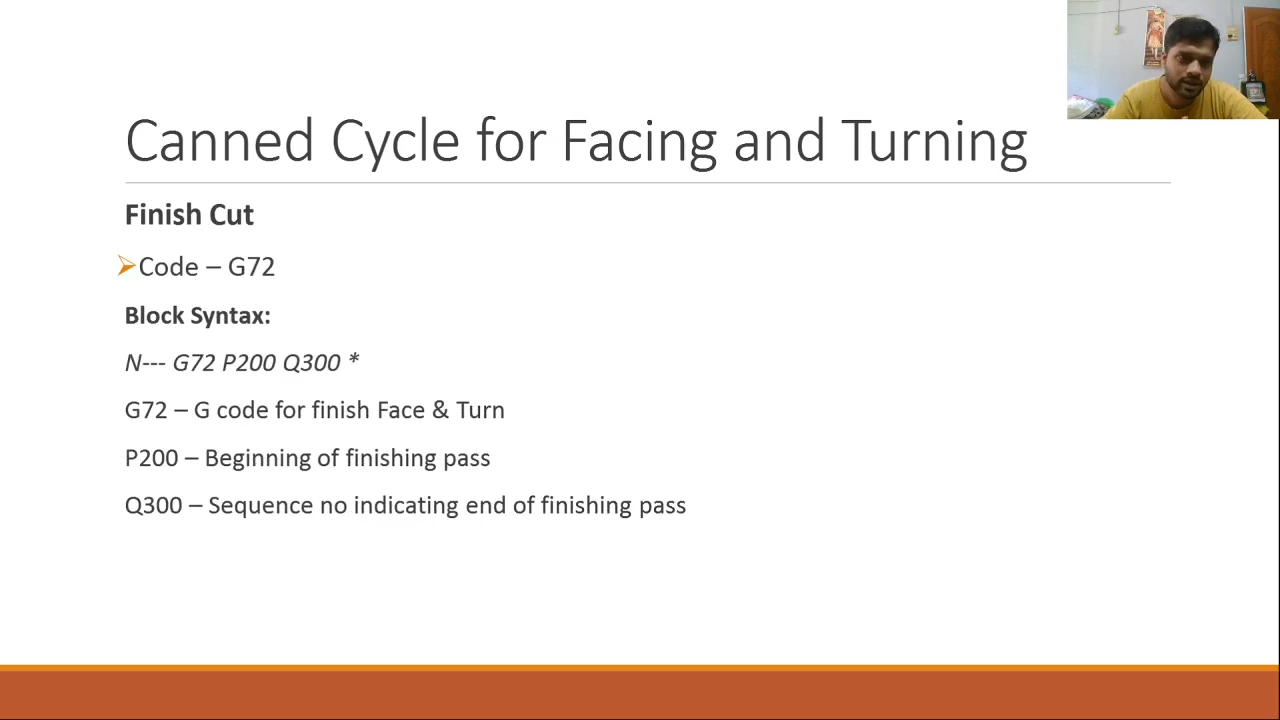 Canned Cycle for Facing and Turning
Finish Cut
Code – G72
Block Syntax:
N--- G72 P200 Q300 *
G72 – G code for finish Face & Turn
P200 – Beginning of finishing pass
Q300 – Sequence no indicating end of finishing pass